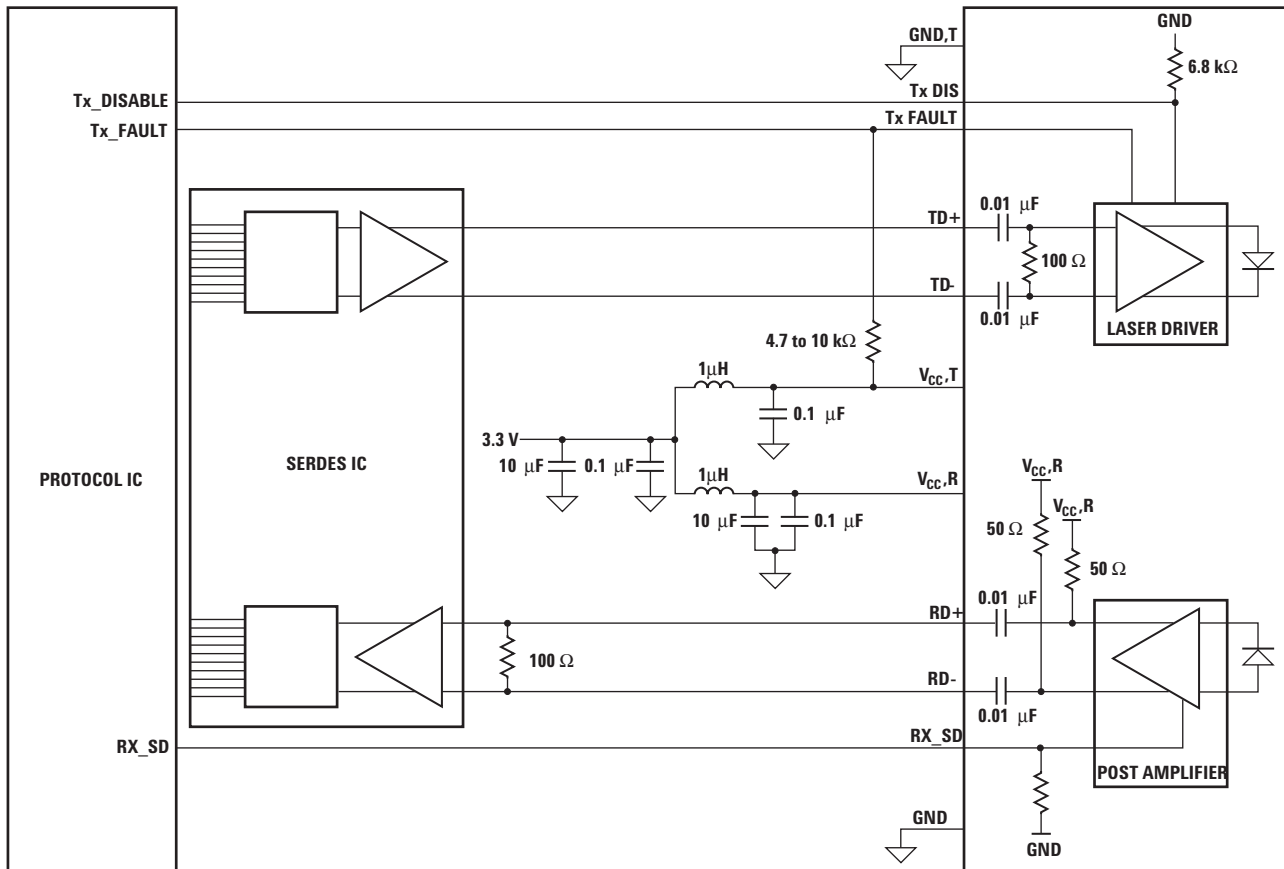 GND,T
GND
6.8 kΩ
Tx_DISABLE
Tx DIS
Tx_FAULT
Tx FAULT
TD+
0.01 μF
100 Ω
TD-
0.01 μF
LASER DRIVER
4.7 to 10 kΩ
1μH
VCC,T
0.1 μF
3.3 V
10 μF
0.1 μF
SERDES IC
PROTOCOL IC
1μH
VCC,R
10 μF
0.1 μF
VCC,R
VCC,R
50 Ω
50 Ω
0.01 μF
RD+
100 Ω
RD-
0.01 μF
RX_SD
RX_SD
POST AMPLIFIER
GND
GND